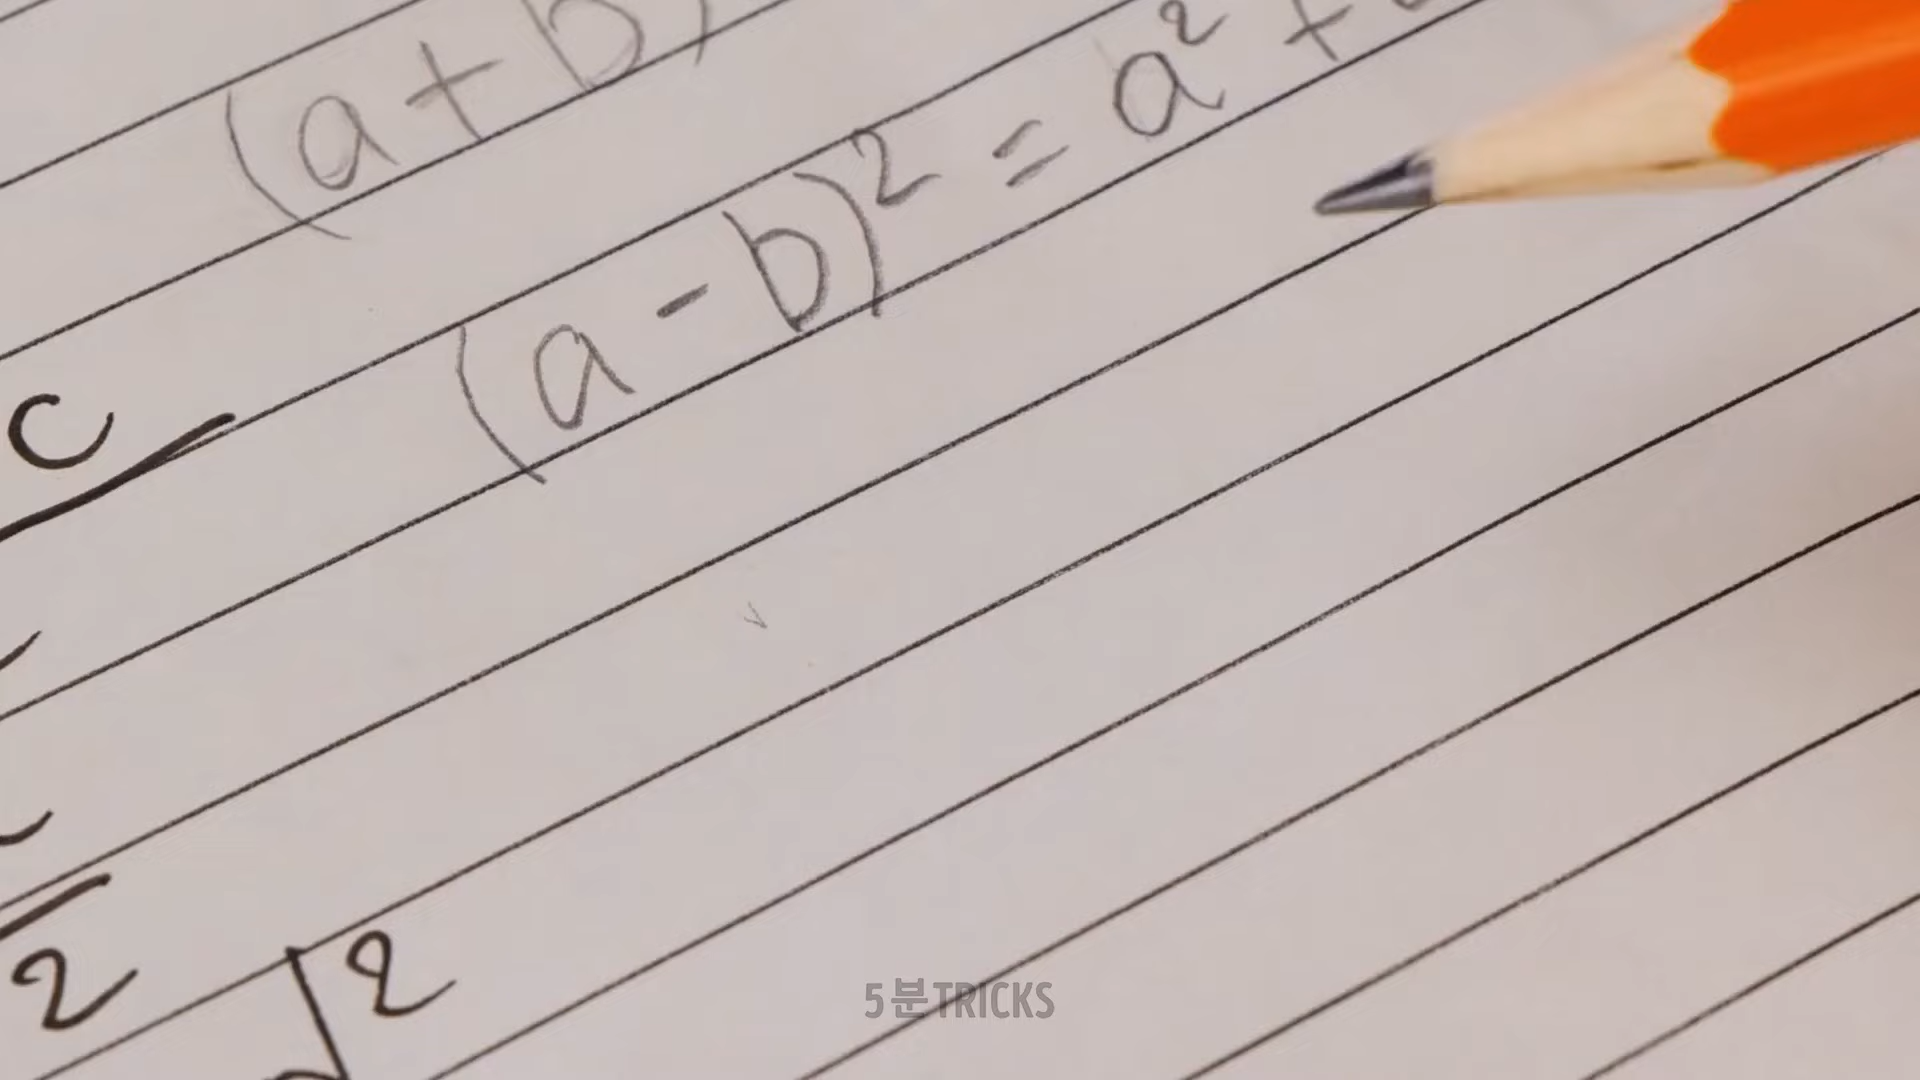 (a + b)
(a - b)² = a² +
c
2
2
5분TRICKS